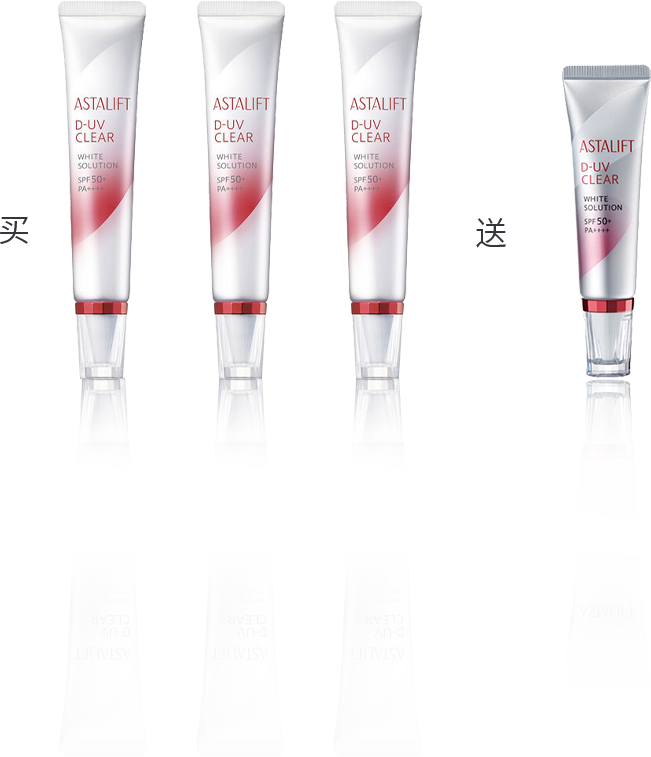 买
ASTALIFT
D-UV
CLEAR
WHITE
SOLUTION
SPF50+
PA++++
ASTALIFT
D-UV
CLEAR
WHITE
SOLUTION
SPF50+
PA++++
ASTALIFT
D-UV
CLEAR
WHITE
SOLUTION
SPF50+
PA++++
送
ASTALIFT
D-UV
CLEAR
WHITE
SOLUTION
SPF50+
PA++++